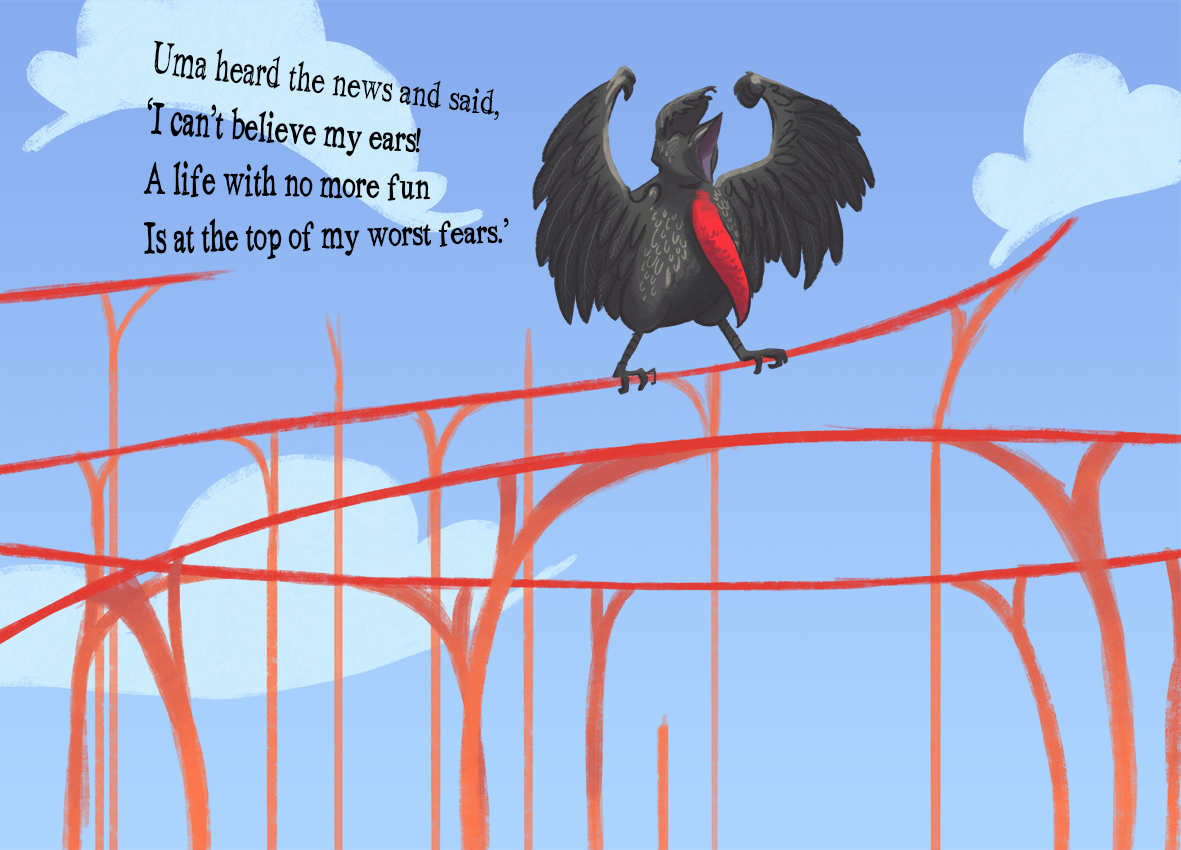 Uma heard the news and said,
‘I can’t believe my ears!
A life with no more fun
Is at the top of my worst fears.’